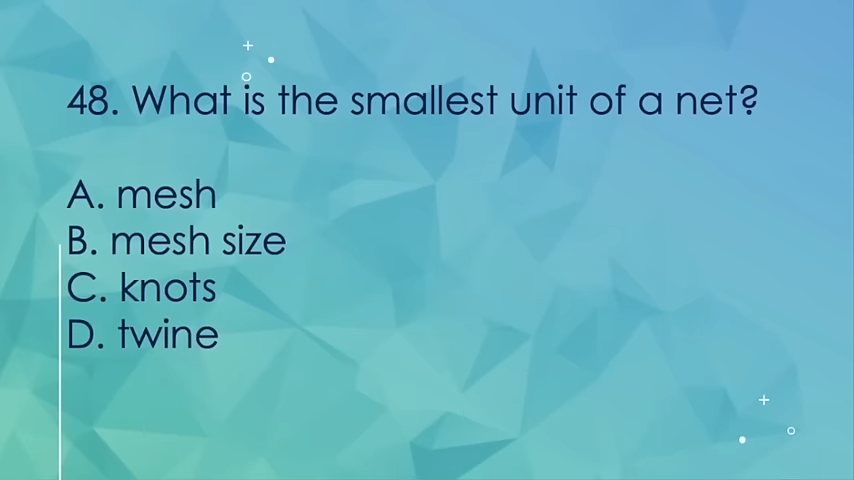 48. What is the smallest unit of a net?
A. mesh
B. mesh size
C. knots
D. twine